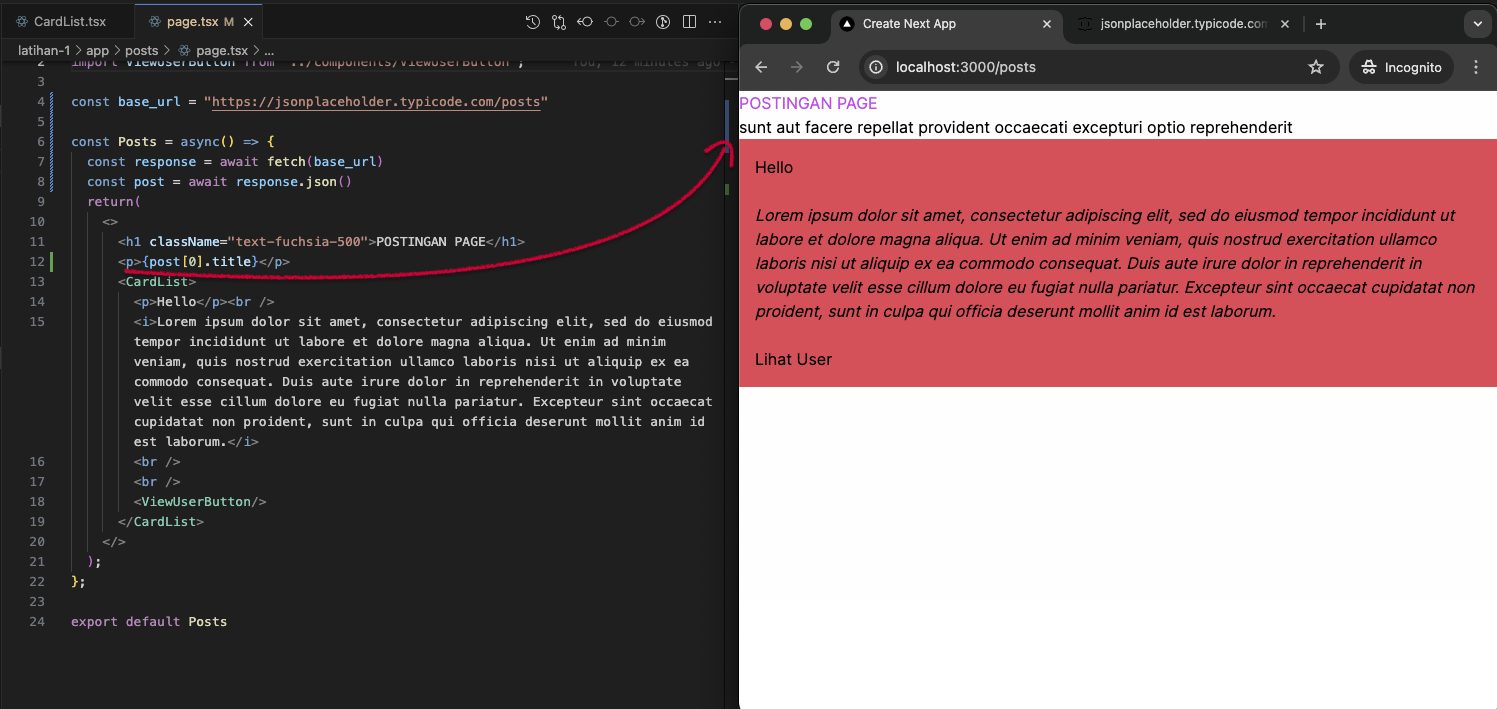 CardList.tsx
page.tsx M
latihan-1 > app > posts > page.tsx > ...
2 import ViewUserButton from "../components/ViewUserButton"; You, 12 minutes ago
3
4 const base_url = "https://jsonplaceholder.typicode.com/posts"
5
6 const Posts = async() => {
7 const response = await fetch(base_url)
8 const post = await response.json()
9 return(
10 <>
11 <h1 className="text-fuchsia-500">POSTINGAN PAGE</h1>
12 <p>{post[0].title}</p>
13 <CardList>
14 <p>Hello</p><br />
15 <i>Lorem ipsum dolor sit amet, consectetur adipiscing elit, sed do eiusmod
tempor incididunt ut labore et dolore magna aliqua. Ut enim ad minim
veniam, quis nostrud exercitation ullamco laboris nisi ut aliquip ex ea
commodo consequat. Duis aute irure dolor in reprehenderit in voluptate
velit esse cillum dolore eu fugiat nulla pariatur. Excepteur sint occaecat
cupidatat non proident, sunt in culpa qui officia deserunt mollit anim id
est laborum.</i>
16 <br />
17 <br />
18 <ViewUserButton/>
19 </CardList>
20 </>
21 );
22 };
23
24 export default Posts
Create Next App
jsonplaceholder.typicode.com
localhost:3000/posts
Incognito
POSTINGAN PAGE
sunt aut facere repellat provident occaecati excepturi optio reprehenderit
Hello
Lorem ipsum dolor sit amet, consectetur adipiscing elit, sed do eiusmod tempor incididunt ut
labore et dolore magna aliqua. Ut enim ad minim veniam, quis nostrud exercitation ullamco
laboris nisi ut aliquip ex ea commodo consequat. Duis aute irure dolor in reprehenderit in
voluptate velit esse cillum dolore eu fugiat nulla pariatur. Excepteur sint occaecat cupidatat non
proident, sunt in culpa qui officia deserunt mollit anim id est laborum.
Lihat User